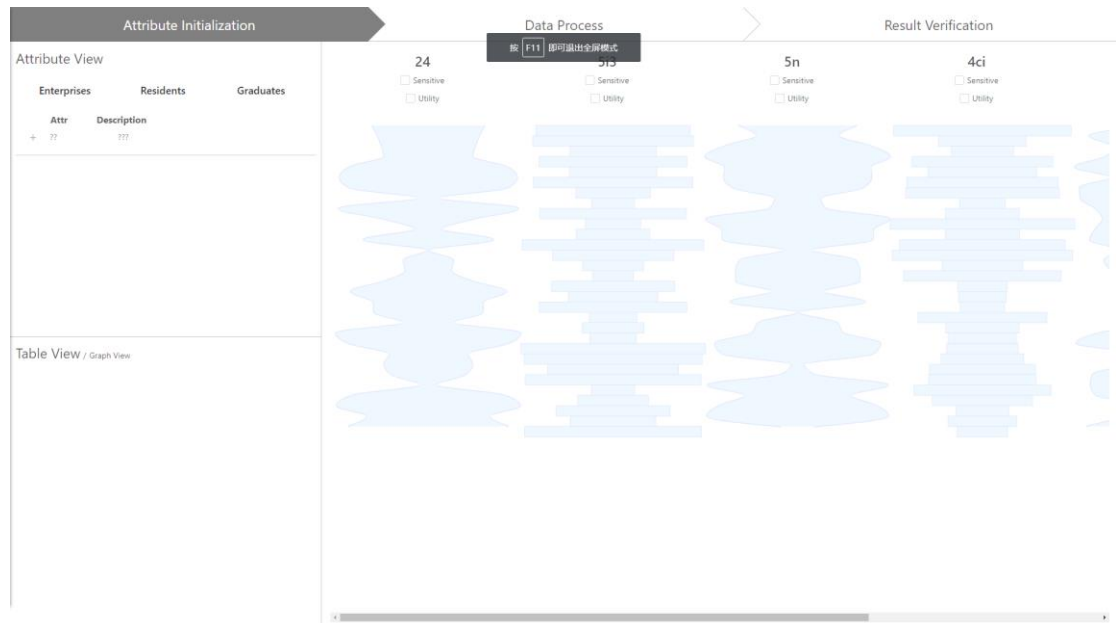 Attribute Initialization
Data Process
Result Verification
按 F11 即可退出全屏模式
Attribute View
Enterprises Residents Graduates
Attr Description
+ ?? ???
Table View / Graph View
24
Sensitive
Utility
Sensitive
Utility
5n
Sensitive
Utility
4ci
Sensitive
Utility